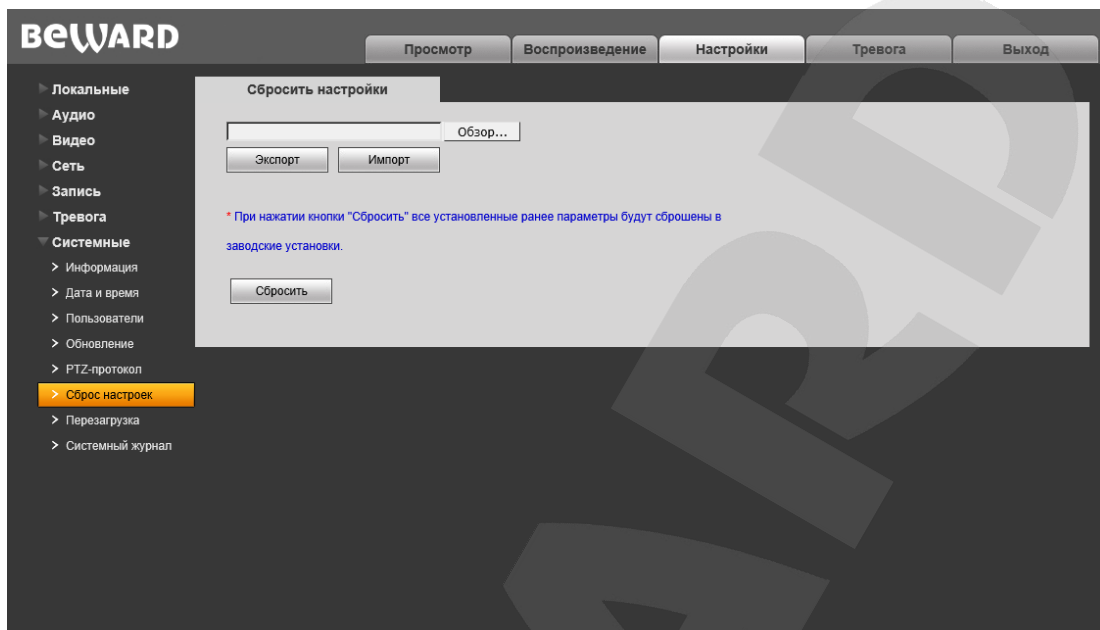 BEWARD
Просмотр
Воспроизведение
Настройки
Тревога
Выход
Локальные
Аудио
Видео
Сеть
Запись
Тревога
Системные
> Информация
> Дата и время
> Пользователи
> Обновление
> PTZ-протокол
> Сброс настроек
> Перезагрузка
> Системный журнал
Сбросить настройки
Обзор...
Экспорт
Импорт
* При нажатии кнопки "Сбросить" все установленные ранее параметры будут сброшены в
заводские установки.
Сбросить